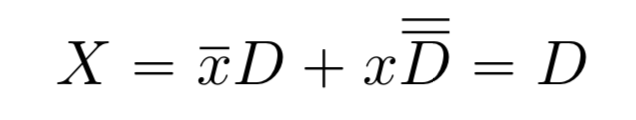 X = x̅D + xD̿ = D